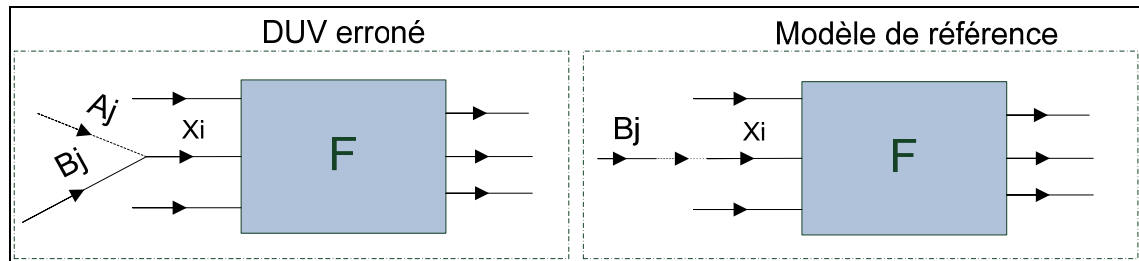 DUV erroné
Aj
Bj
Xi
F
Modèle de référence
Bj
Xi
F